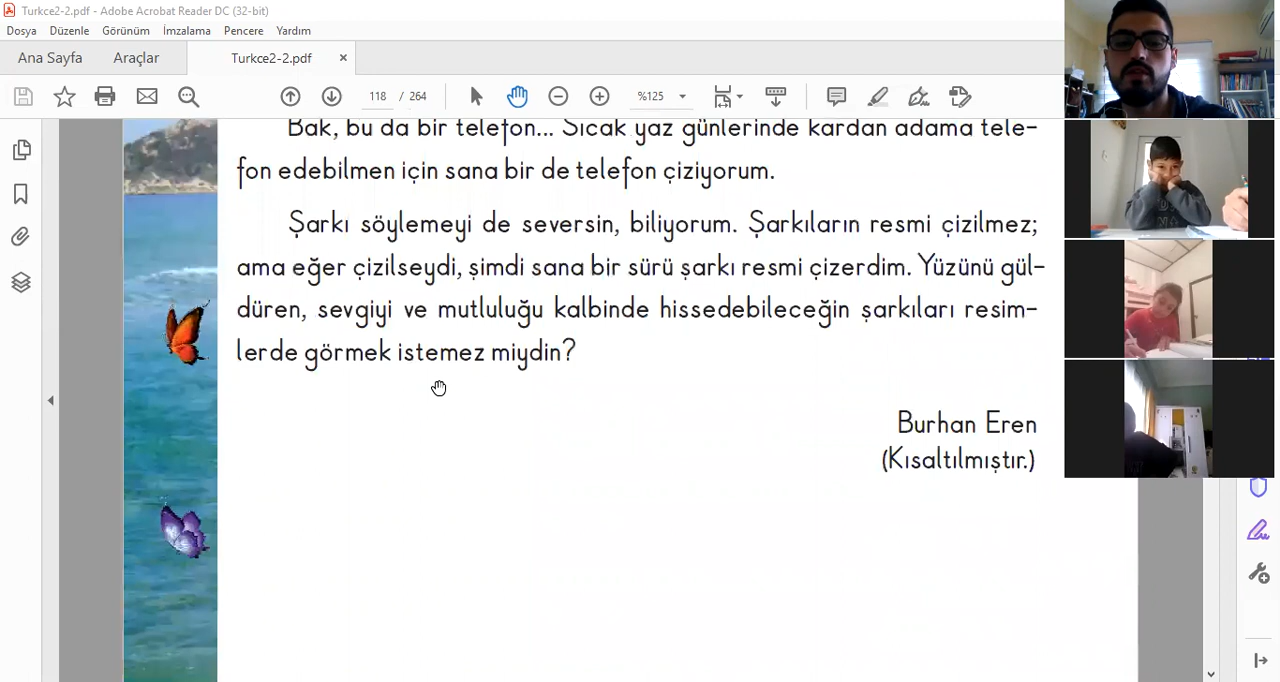 Turkce2-2.pdf - Adobe Acrobat Reader DC (32-bit)
Dosya Düzenle Görünüm İmzalama Pencere Yardım
Ana Sayfa Araçlar Turkce2-2.pdf ×
118 / 264 %125
Bak, bu da bir telefon... Sıcak yaz günlerinde kardan adama tele-
fon edebilmen için sana bir de telefon çiziyorum.
Şarkı söylemeyi de seversin, biliyorum. Şarkıların resmi çizilmez;
ama eğer çizilseydi, şimdi sana bir sürü şarkı resmi çizerdim. Yüzünü gül-
düren, sevgiyi ve mutluluğu kalbinde hissedebileceğin şarkıları resim-
lerde görmek istemez miydin?
Burhan Eren
(Kısaltılmıştır.)